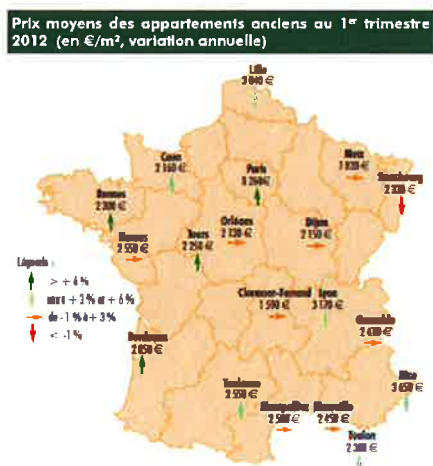 Prix moyens des appartements anciens au 1er trimestre
2012 (en €/m², variation annuelle)
Lille
Caen
2 160 €
Paris
8 260 €
Metz
Strasbourg
Rennes
Orléans
Dijon
2 150 €
Nantes
2 550 €
Tours
2 250 €
Légende :
> + 6 %
entre + 3 % et + 6 %
de -1 % à + 3 %
< -1 %
Clermont-Ferrand
1 590 €
Lyon
3 170 €
Grenoble
Bordeaux
Nice
Toulouse
2 550 €
Montpellier
Marseille
2 450 €
Toulon